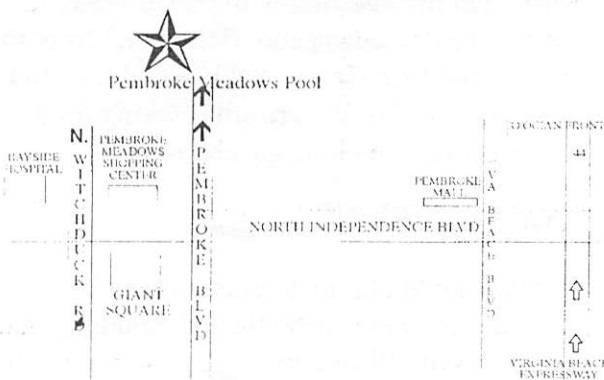 Pembroke Meadows Pool
N. WITCHDUCK RD
PEMBROKE
MEADOWS
SHOPPING
CENTER
PEMBROKE BLVD
BAYSIDE
HOSPITAL
TO OCEAN FRONT
44
PEMBROKE
MALL
VA BEACH BLVD
NORTH INDEPENDENCE BLVD
GIANT
SQUARE
VIRGINIA BEACH
EXPRESSWAY